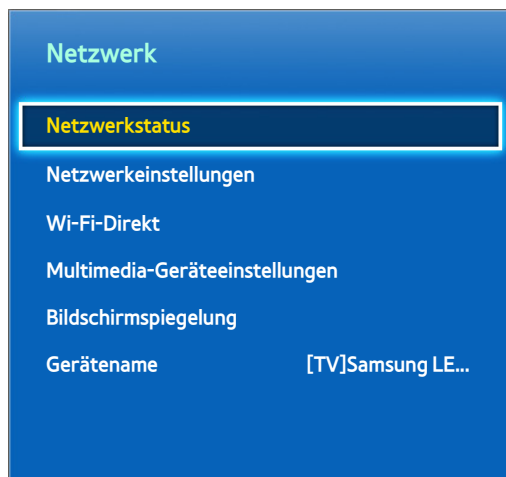 Netzwerk
Netzwerkstatus
Netzwerkeinstellungen
Wi-Fi-Direkt
Multimedia-Geräteeinstellungen
Bildschirmspiegelung
Gerätename [TV]Samsung LE...